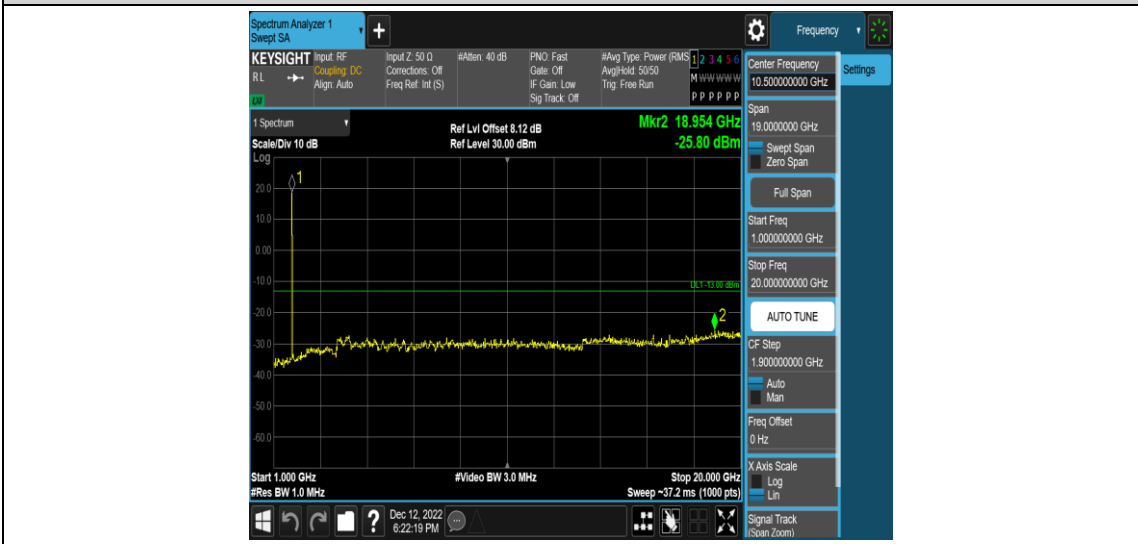 Spectrum Analyzer 1
Swept SA
+
Frequency
KEYSIGHT
RL
LXI
Input: RF
Coupling: DC
Align: Auto
Input Z: 50 Ω
Corrections: Off
Freq Ref: Int (S)
#Atten: 40 dB
PNO: Fast
Gate: Off
IF Gain: Low
Sig Track: Off
#Avg Type: Power (RMS
Avg|Hold: 50/50
Trig: Free Run
1 2 3 4 5 6
M W W W W W
P P P P P P
1 Spectrum
Scale/Div 10 dB
Log
Ref Lvl Offset 8.12 dB
Ref Level 30.00 dBm
Mkr2 18.954 GHz
-25.80 dBm
1
20.0
10.0
0.00
-10.0
DL1 -13.00 dBm
-20.0
2
-30.0
-40.0
-50.0
-60.0
Start 1.000 GHz
#Video BW 3.0 MHz
Stop 20.000 GHz
#Res BW 1.0 MHz
Sweep ~37.2 ms (1000 pts)
?
Dec 12, 2022
6:22:19 PM
Center Frequency
10.500000000 GHz
Settings
Span
19.0000000 GHz
Swept Span
Zero Span
Full Span
Start Freq
1.000000000 GHz
Stop Freq
20.000000000 GHz
AUTO TUNE
CF Step
1.900000000 GHz
Auto
Man
Freq Offset
0 Hz
X Axis Scale
Log
Lin
Signal Track
(Span Zoom)